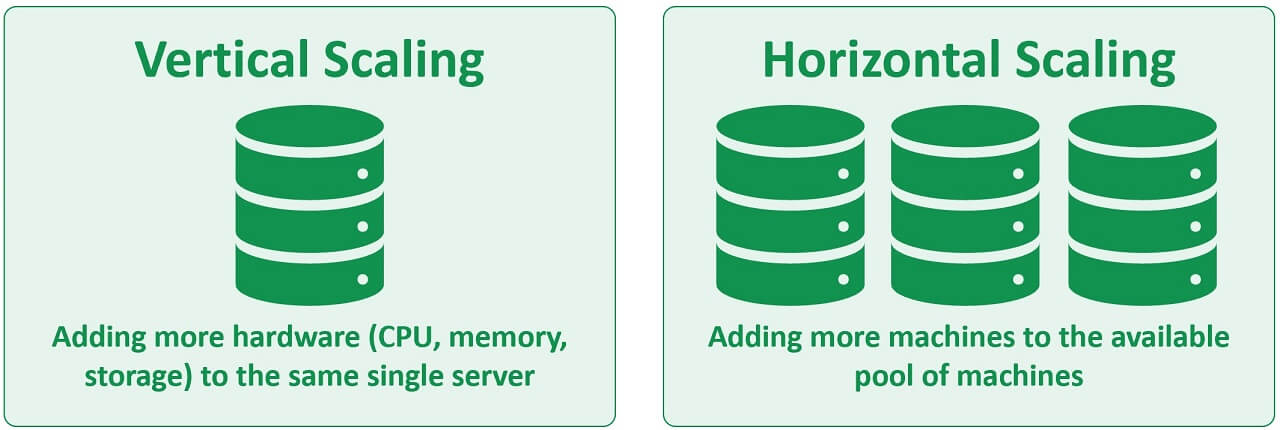 Vertical Scaling
Adding more hardware (CPU, memory,
storage) to the same single server
Horizontal Scaling
Adding more machines to the available
pool of machines